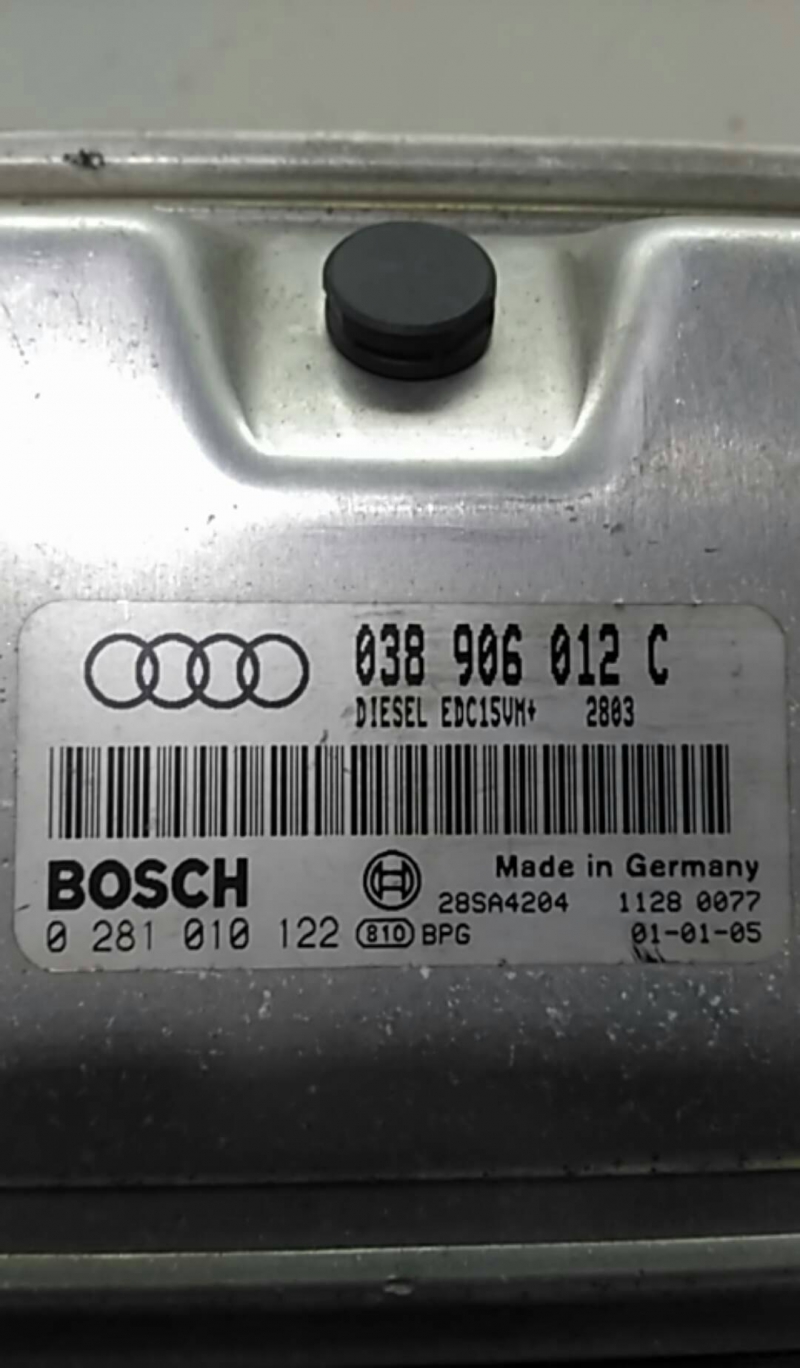 038 906 012 C
DIESEL EDC15VM+ 2803
BOSCH
Made in Germany
28SA4204 1128 0077
0 281 010 122 810 BPG 01-01-05